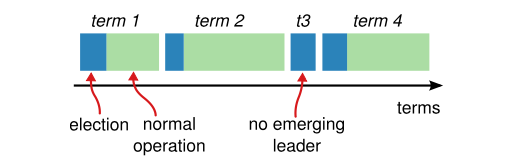 term 1 term 2 t3 term 4
terms
election normal no emerging
operation leader